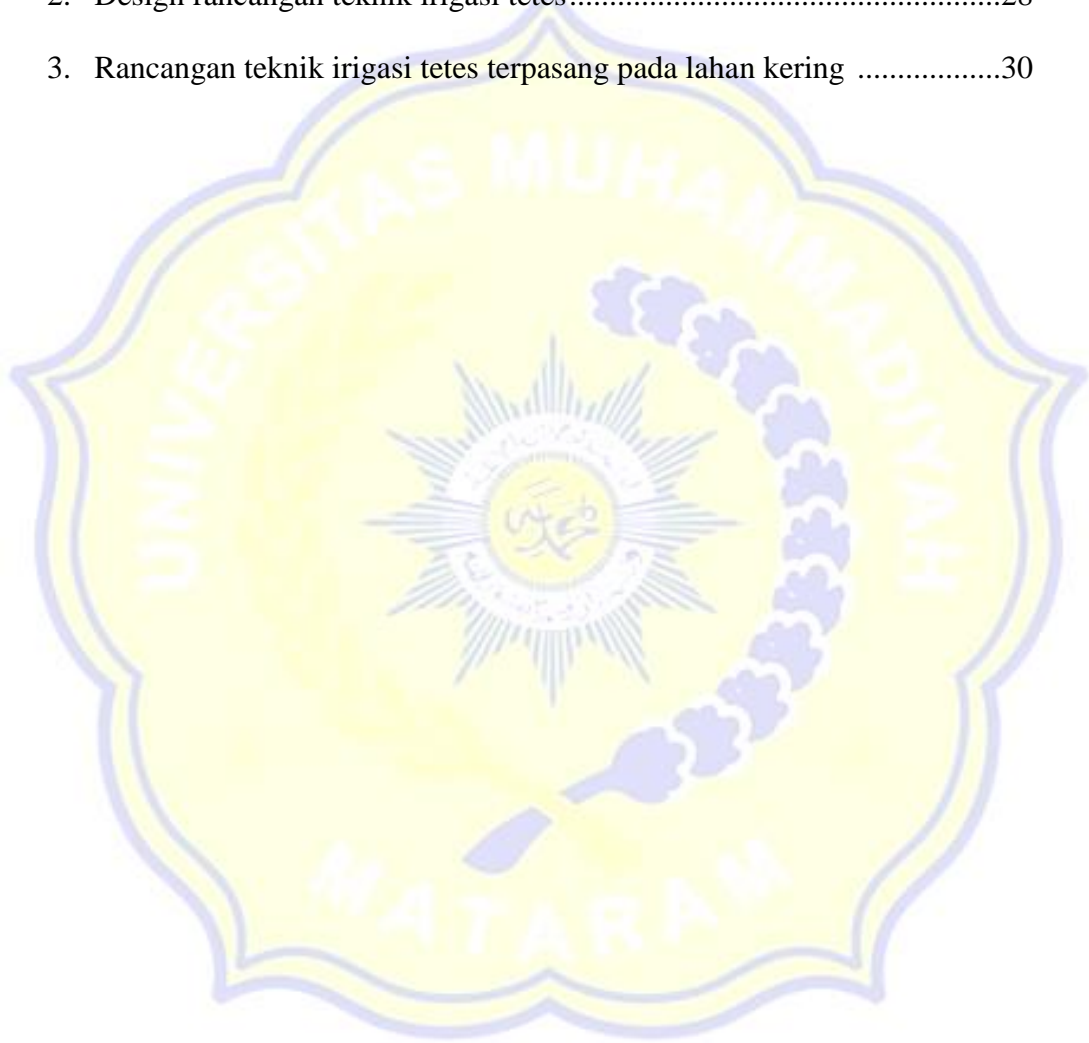 2. Design rancangan teknik irigasi tetes......................................................28
3. Rancangan teknik irigasi tetes terpasang pada lahan kering ..................30
UNIVERSITAS MUHAMMADIYAH
MATARAM